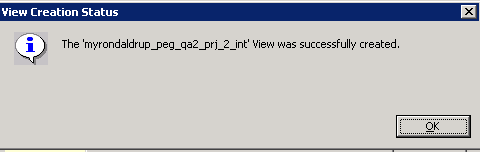 View Creation Status
The 'myrondaldrup_peg_qa2_prj_2_int' View was successfully created.
OK